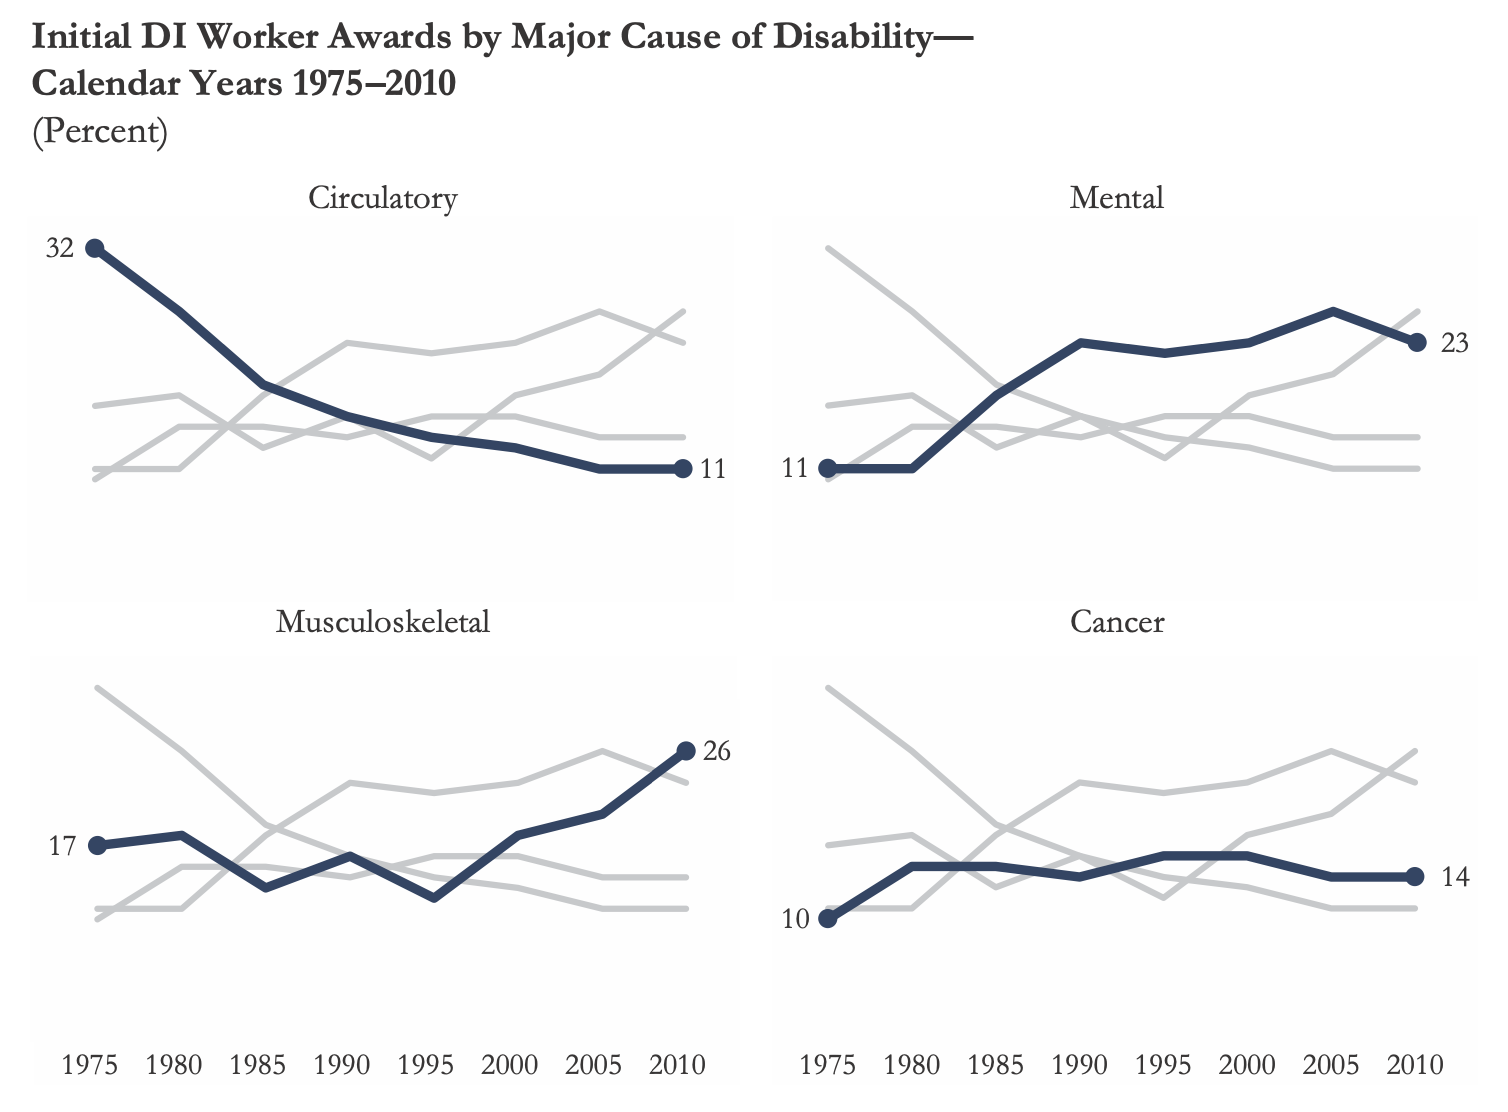 Initial DI Worker Awards by Major Cause of Disability—
Calendar Years 1975–2010
(Percent)
Circulatory
32
11
Mental
11
23
Musculoskeletal
17
26
Cancer
10
14
1975 1980 1985 1990 1995 2000 2005 2010
1975 1980 1985 1990 1995 2000 2005 2010